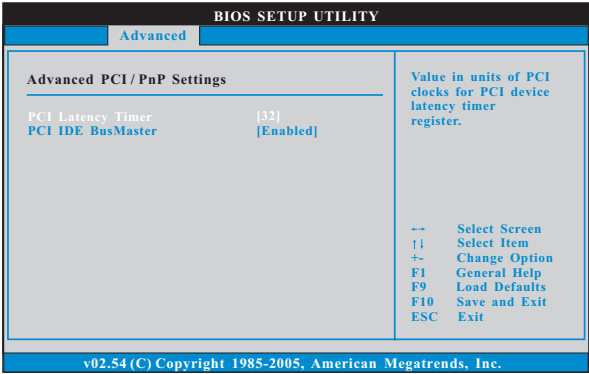 BIOS SETUP UTILITY
Advanced
Advanced PCI / PnP Settings
PCI Latency Timer [32]
PCI IDE BusMaster [Enabled]
Value in units of PCI
clocks for PCI device
latency timer
register.
←→ Select Screen
↑↓ Select Item
+- Change Option
F1 General Help
F9 Load Defaults
F10 Save and Exit
ESC Exit
v02.54 (C) Copyright 1985-2005, American Megatrends, Inc.